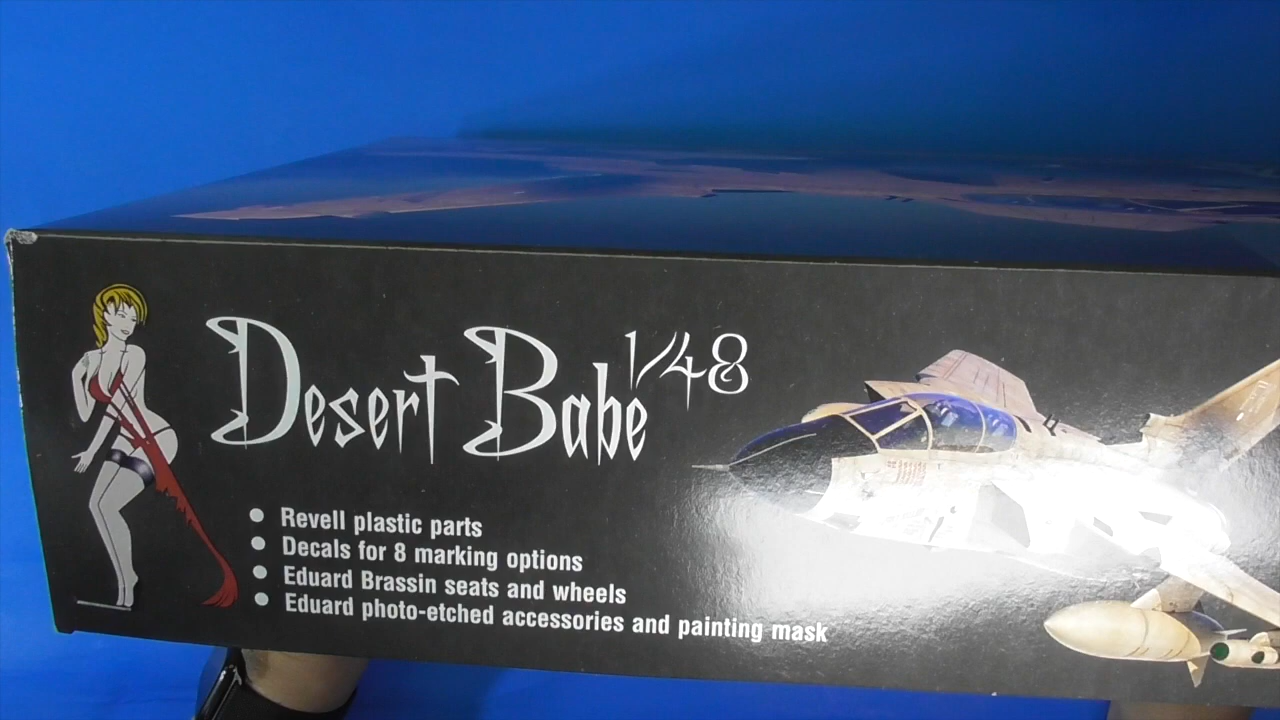 Desert Babe 1/48
Revell plastic parts
Decals for 8 marking options
Eduard Brassin seats and wheels
Eduard photo-etched accessories and painting mask